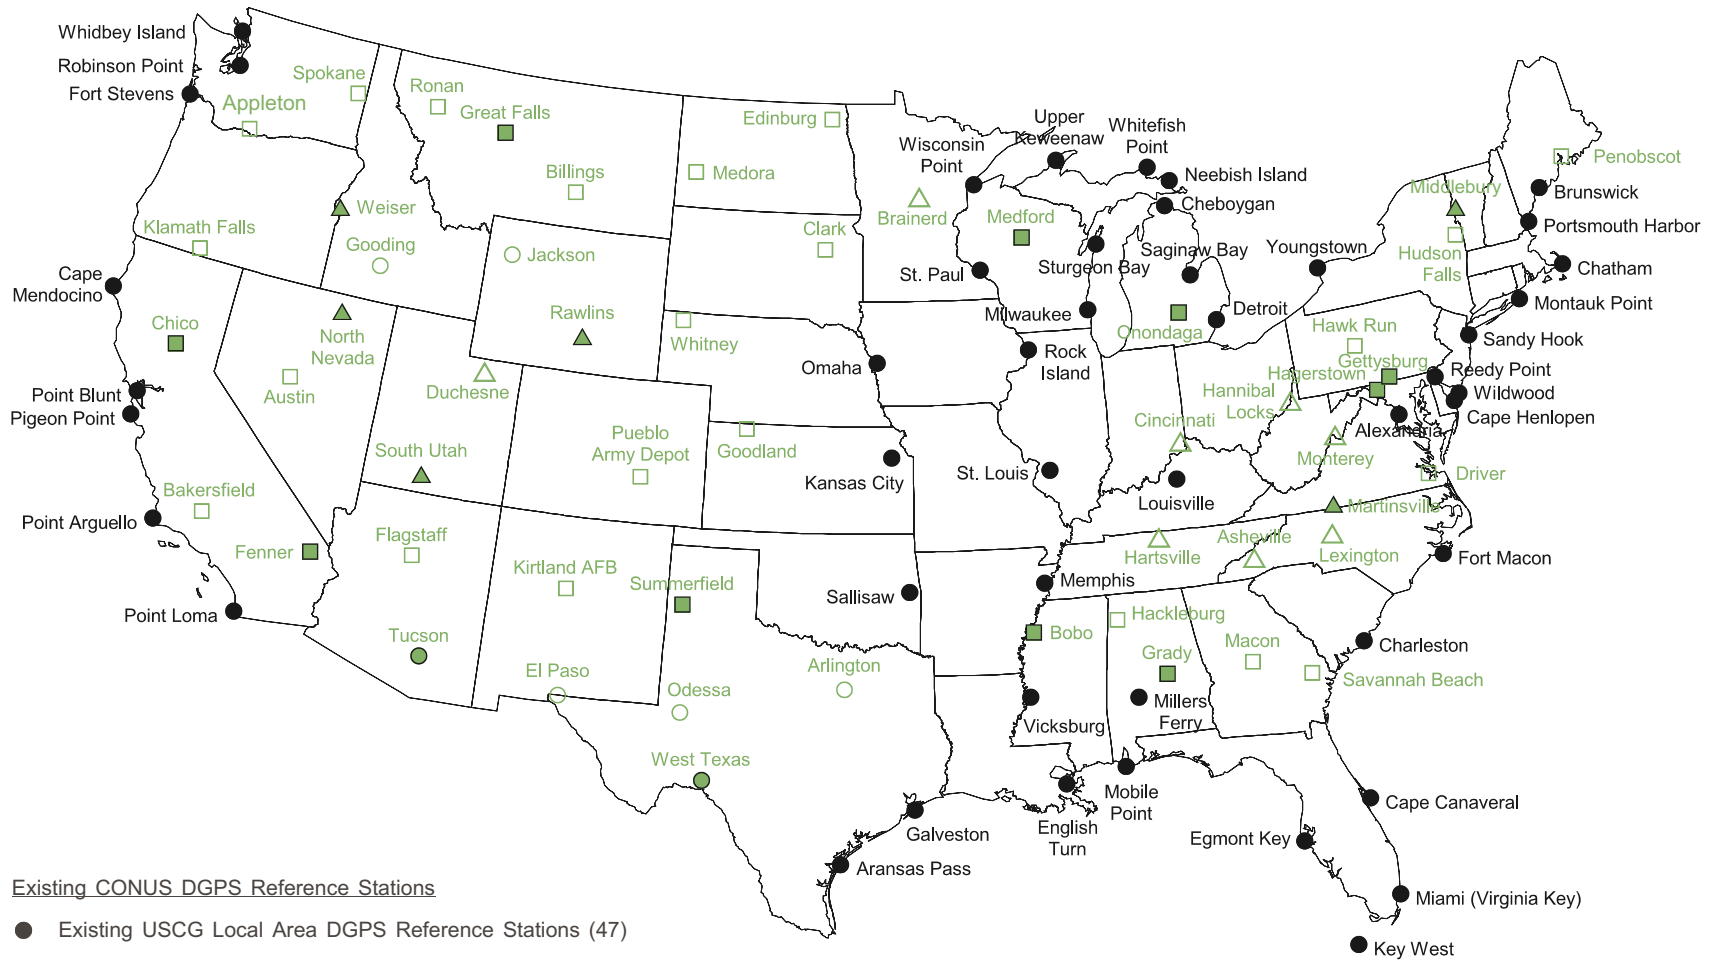 Whidbey Island
Robinson Point
Fort Stevens
Spokane
Appleton
Ronan
Great Falls
Billings
Edinburg
Medora
Upper
Keweenaw
Whitefish
Point
Wisconsin
Point
Neebish Island
Cheboygan
Penobscot
Brunswick
Portsmouth Harbor
Middlebury
Hudson
Falls
Chatham
Montauk Point
Sandy Hook
Klamath Falls
Weiser
Gooding
Jackson
Rawlins
Clark
Brainerd
Medford
St. Paul
Sturgeon Bay
Saginaw Bay
Youngstown
Cape
Mendocino
Chico
North
Nevada
Austin
Duchesne
Whitney
Omaha
Milwaukee
Onondaga
Detroit
Rock
Island
Hawk Run
Gettysburg
Hagerstown
Reedy Point
Wildwood
Cape Henlopen
Alexandria
Hannibal
Locks
Cincinnati
Monterey
Driver
Point Blunt
Pigeon Point
South Utah
Pueblo
Army Depot
Goodland
Kansas City
St. Louis
Louisville
Martinsville
Bakersfield
Point Arguello
Fenner
Flagstaff
Kirtland AFB
Summerfield
Sallisaw
Memphis
Hartsville
Asheville
Lexington
Fort Macon
Point Loma
Tucson
El Paso
Odessa
Arlington
West Texas
Bobo
Hackleburg
Grady
Macon
Charleston
Savannah Beach
Vicksburg
Millers
Ferry
Mobile
Point
English
Turn
Galveston
Aransas Pass
Cape Canaveral
Egmont Key
Miami (Virginia Key)
Key West
Existing CONUS DGPS Reference Stations
Existing USCG Local Area DGPS Reference Stations (47)